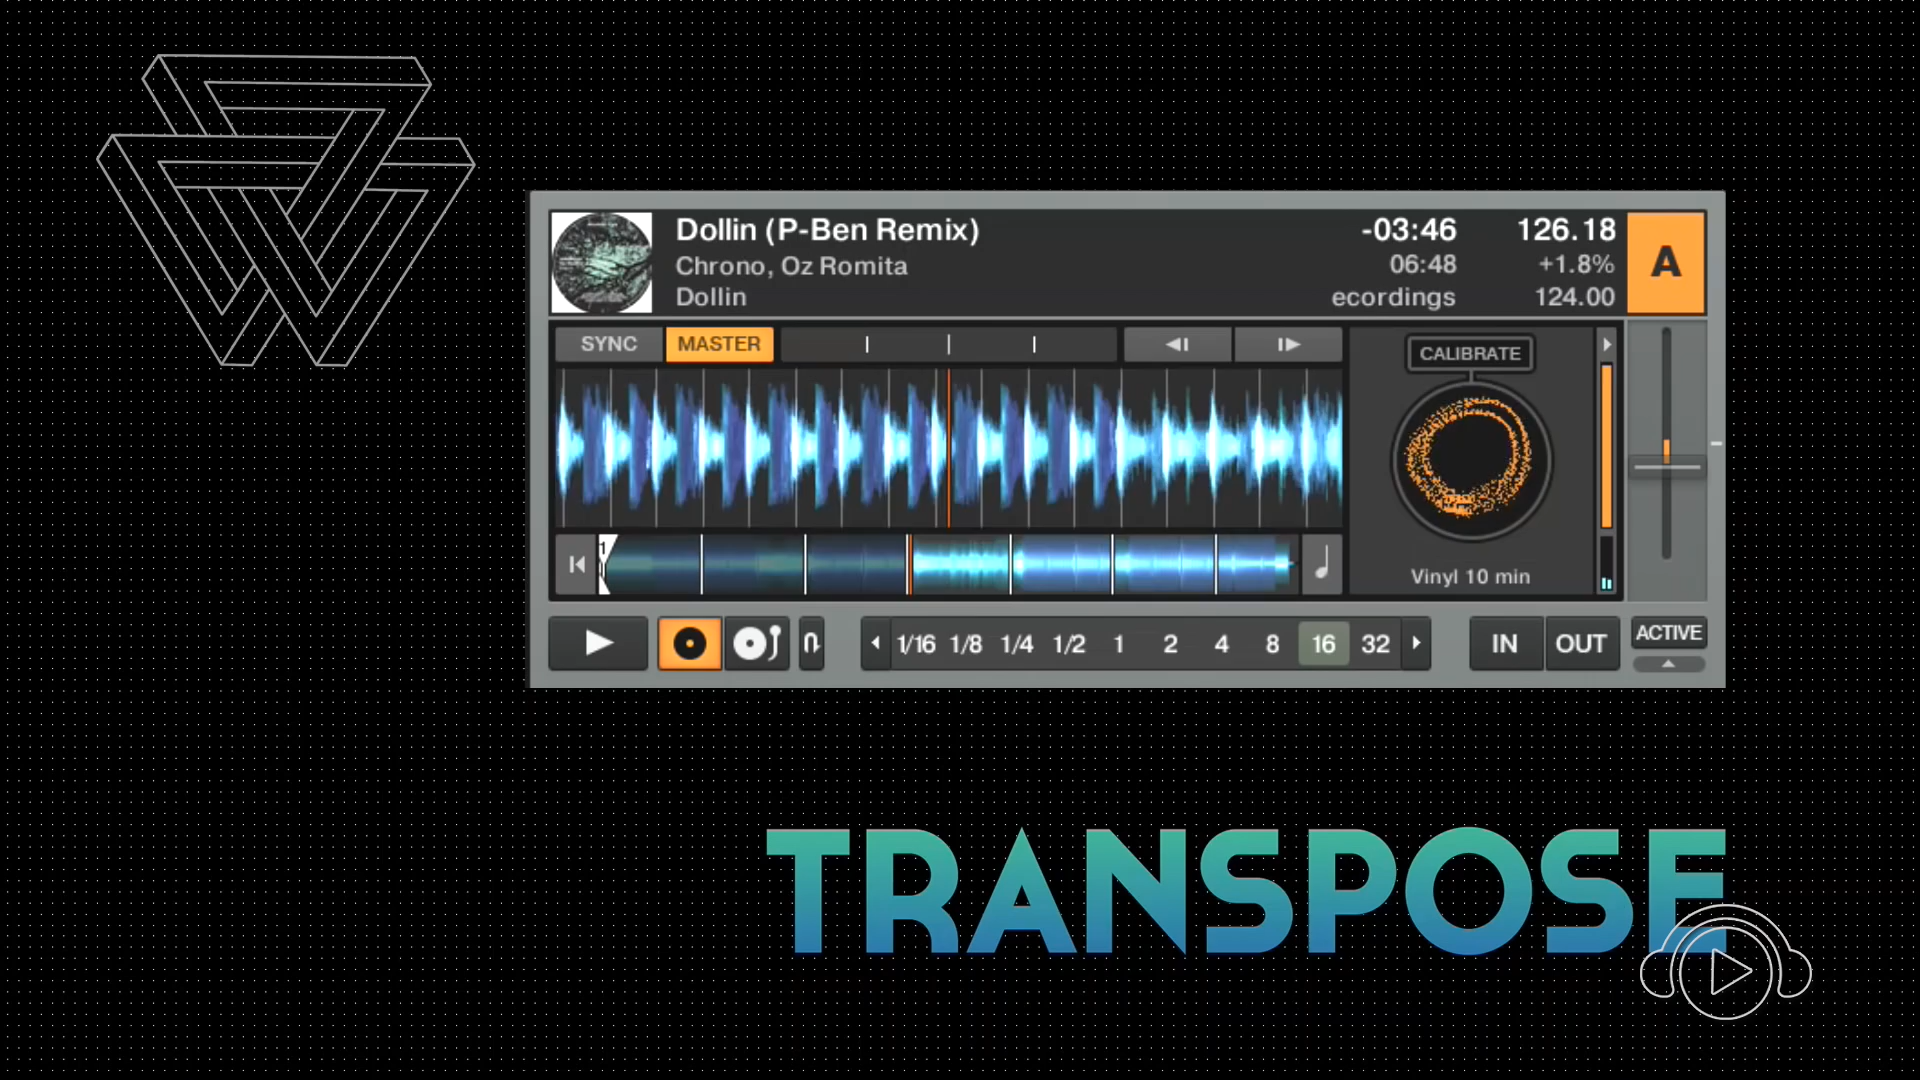 Dollin (P-Ben Remix) -03:46 126.18
Chrono, Oz Romita 06:48 +1.8%
Dollin ecordings 124.00
A
SYNC MASTER
CALIBRATE
1
Vinyl 10 min
1/16 1/8 1/4 1/2 1 2 4 8 16 32 IN OUT ACTIVE
TRANSPOSE